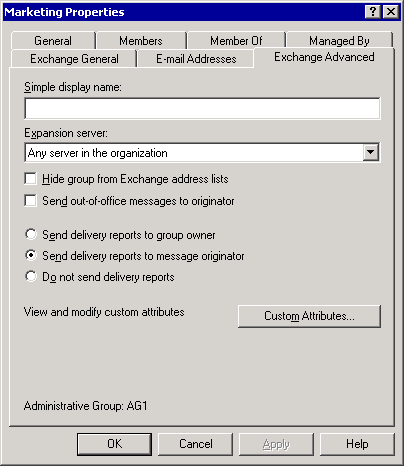 Marketing Properties
General Members Member Of Managed By
Exchange General E-mail Addresses Exchange Advanced
Simple display name:
Expansion server:
Any server in the organization
Hide group from Exchange address lists
Send out-of-office messages to originator
Send delivery reports to group owner
Send delivery reports to message originator
Do not send delivery reports
View and modify custom attributes Custom Attributes...
Administrative Group: AG1
OK Cancel Apply Help